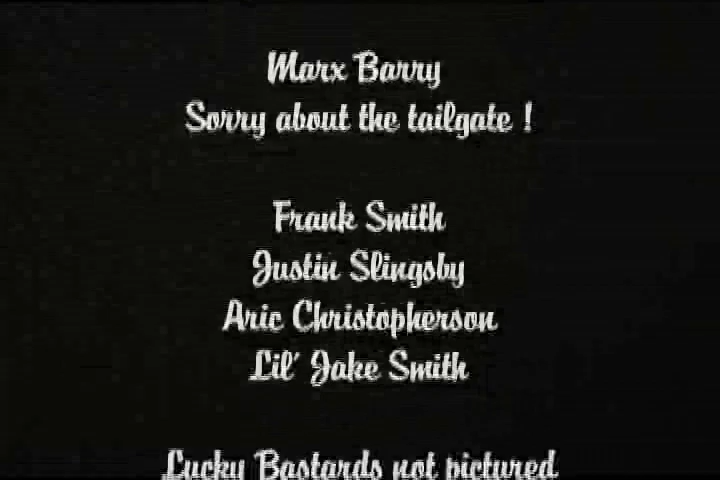 Marx Barry
Sorry about the tailgate !
Frank Smith
Justin Slingsby
Aric Christopherson
Lil' Jake Smith
Lucky Bastards not pictured